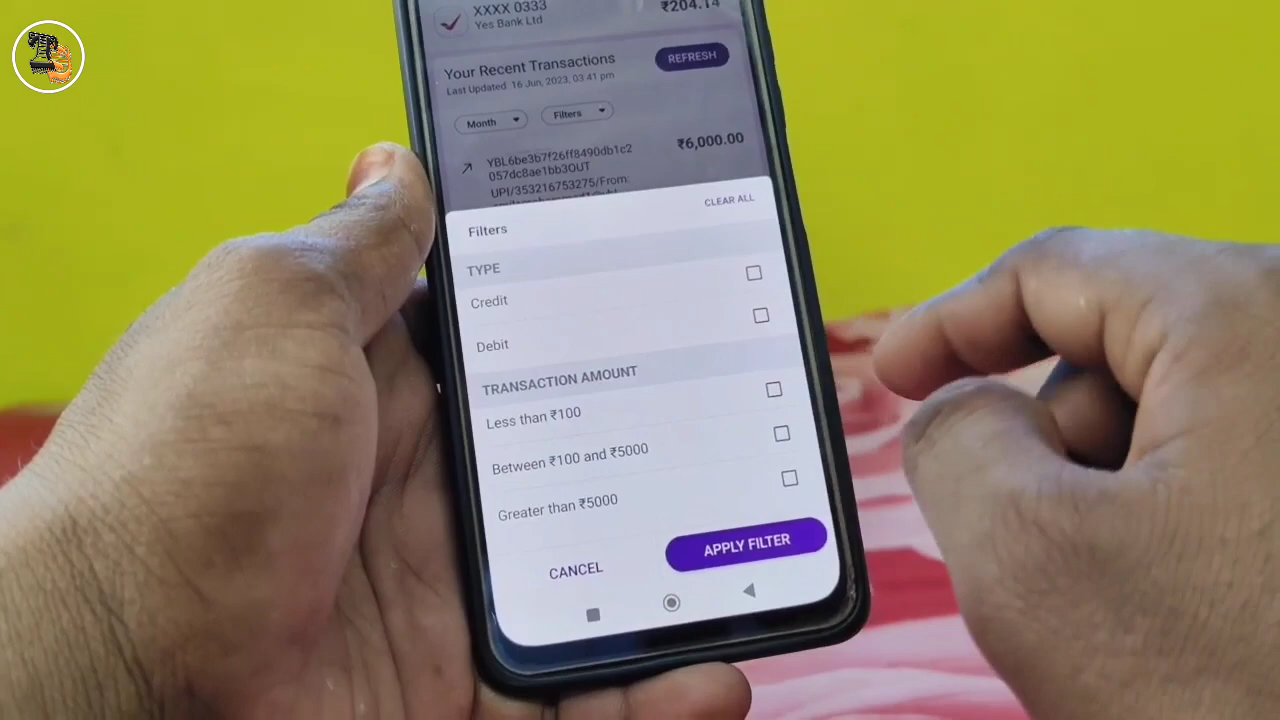 XXXX 0333
₹204.14
Yes Bank Ltd
Your Recent Transactions
REFRESH
Last Updated 16 Jun, 2023, 03:41 pm
Month
Filters
YBL6be3b7f26ff8490db1c2
₹6,000.00
057dc8ae1bb3OUT
UPI/353216753275/From:
CLEAR ALL
Filters
TYPE
Credit
Debit
TRANSACTION AMOUNT
Less than ₹100
Between ₹100 and ₹5000
Greater than ₹5000
CANCEL
APPLY FILTER